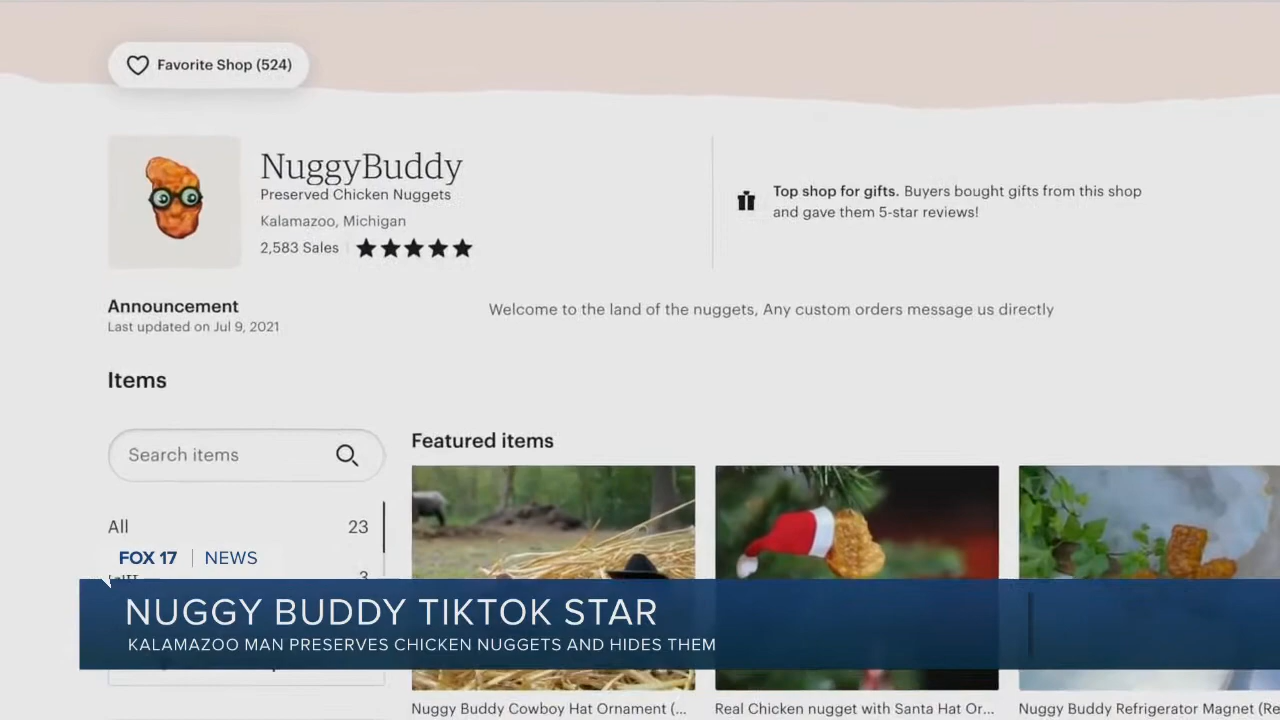 Favorite Shop (524)
NuggyBuddy
Preserved Chicken Nuggets
Kalamazoo, Michigan
2,583 Sales
Top shop for gifts. Buyers bought gifts from this shop
and gave them 5-star reviews!
Announcement
Last updated on Jul 9, 2021
Welcome to the land of the nuggets, Any custom orders message us directly
Items
Search items
Featured items
All 23
3
FOX 17 NEWS
NUGGY BUDDY TIKTOK STAR
KALAMAZOO MAN PRESERVES CHICKEN NUGGETS AND HIDES THEM
Nuggy Buddy Cowboy Hat Ornament (...
Real Chicken nugget with Santa Hat Or...
Nuggy Buddy Refrigerator Magnet (Re